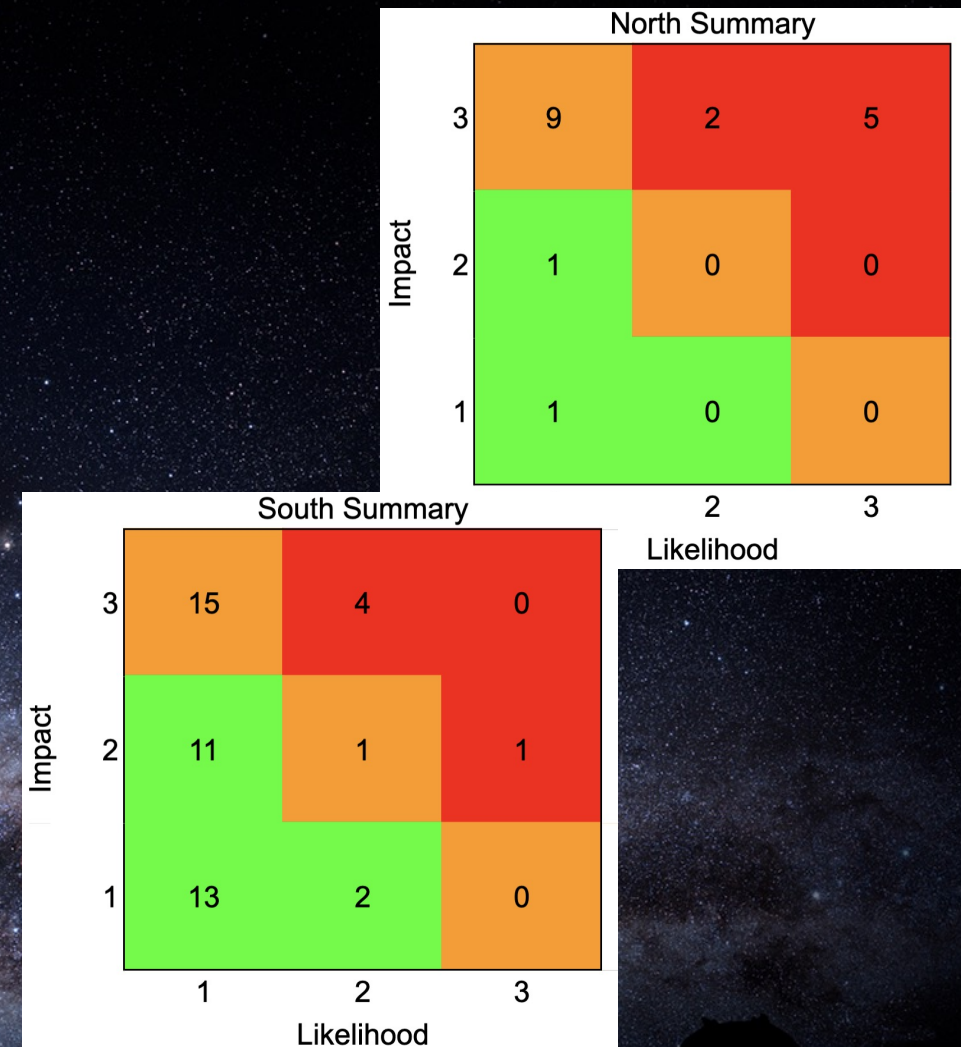 North Summary
3 9 2 5
Impact
2 1 0 0
1 1 0 0
2 3
Likelihood
South Summary
3 15 4 0
Impact
2 11 1 1
1 13 2 0
1 2 3
Likelihood